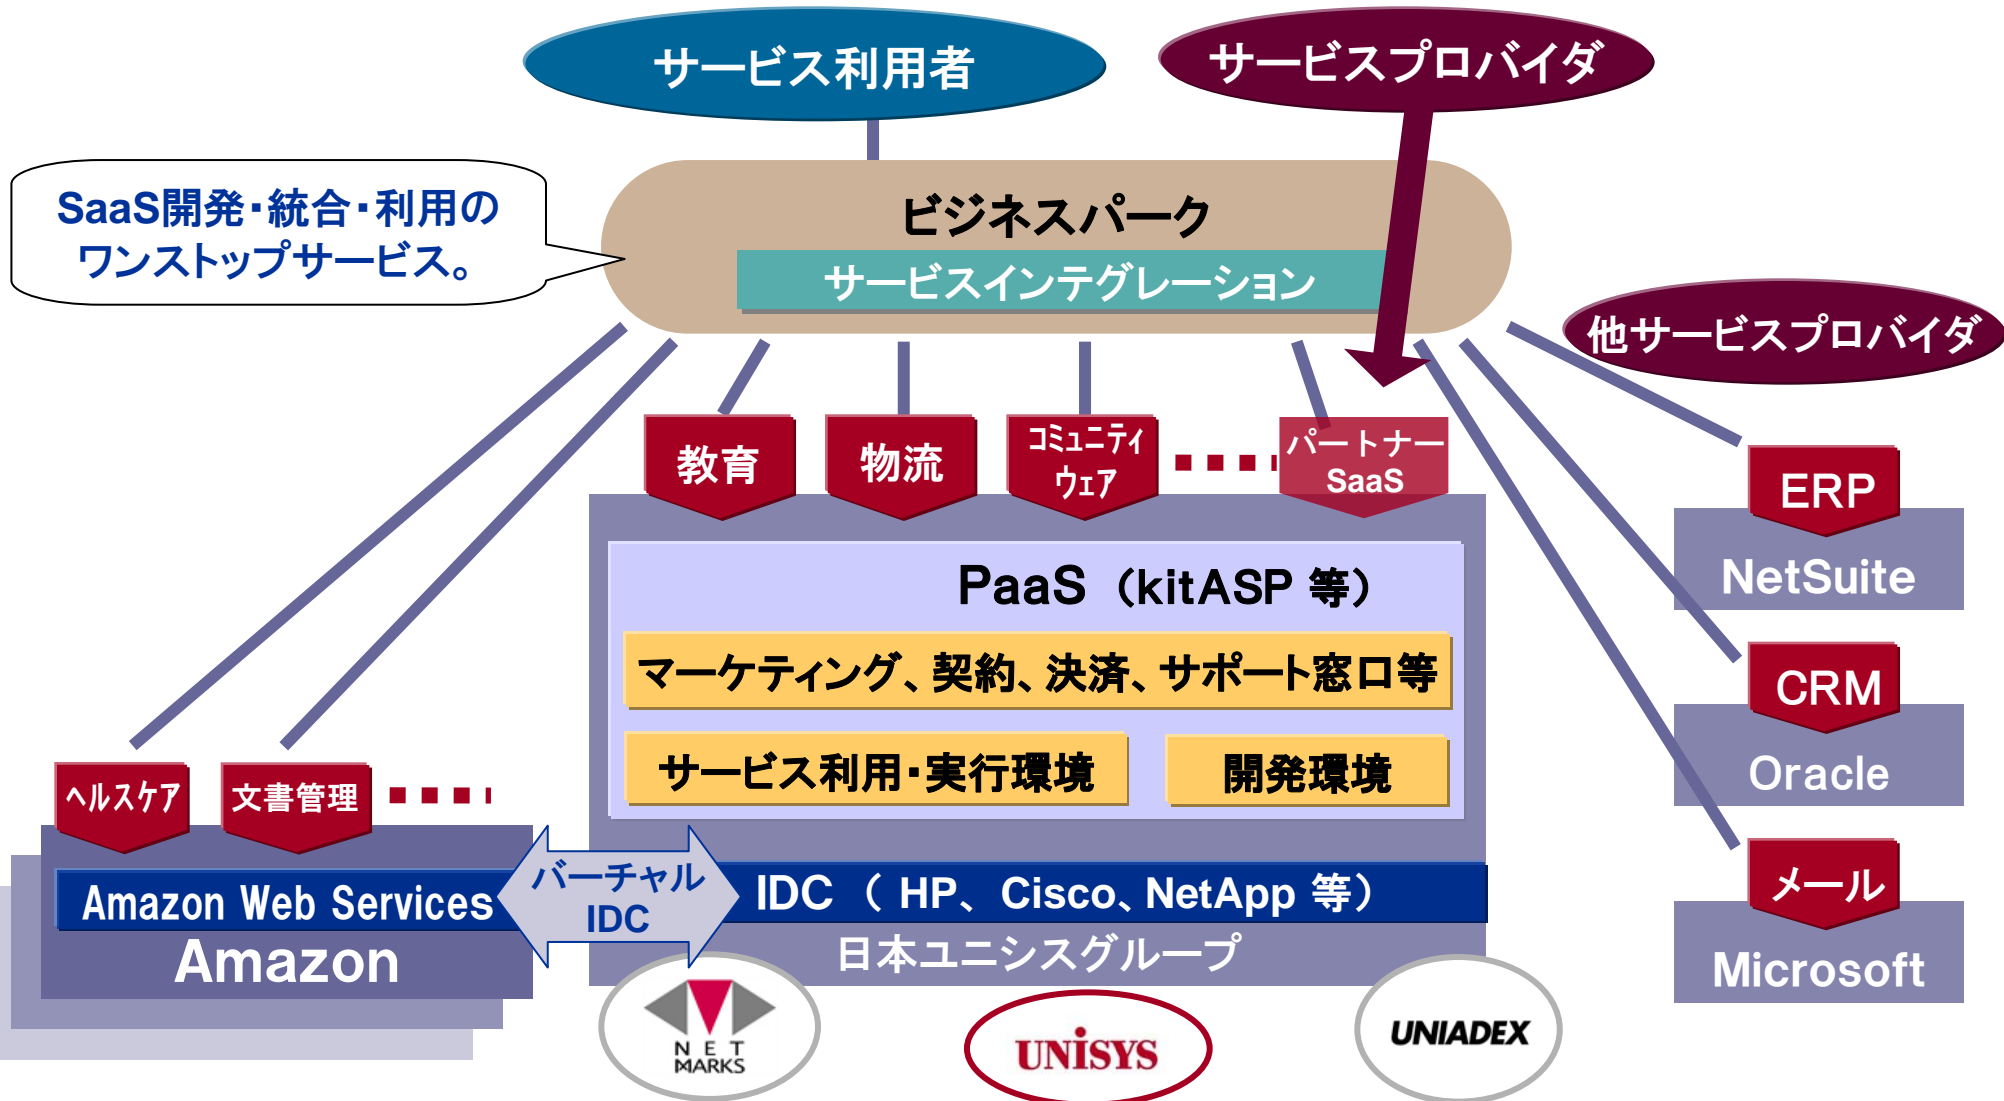 サービス利用者
サービスプロバイダ
SaaS開発・統合・利用の
ワンストップサービス。
ビジネスパーク
サービスインテグレーション
他サービスプロバイダ
教育
物流
コミュニティ
ウェア
パートナー
SaaS
ERP
NetSuite
PaaS（kitASP 等）
マーケティング、契約、決済、サポート窓口等
サービス利用・実行環境
開発環境
CRM
Oracle
ヘルスケア
文書管理
Amazon Web Services
Amazon
バーチャル
IDC
IDC（ HP、Cisco、NetApp 等）
日本ユニシスグループ
メール
Microsoft
NET
MARKS
UNISYS
UNIADEX